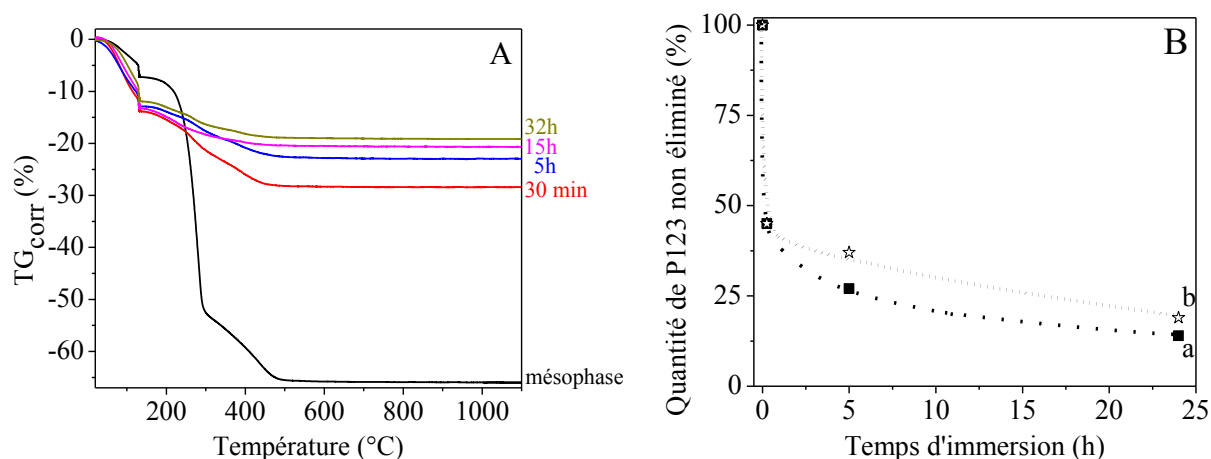 A
TG_corr (%)
0
-10
-20
-30
-40
-50
-60
32h
15h
5h
30 min
mésophase
200 400 600 800 1000
Température (°C)
B
Quantité de P123 non éliminé (%)
100
75
50
25
0
b
a
0 5 10 15 20 25
Temps d'immersion (h)